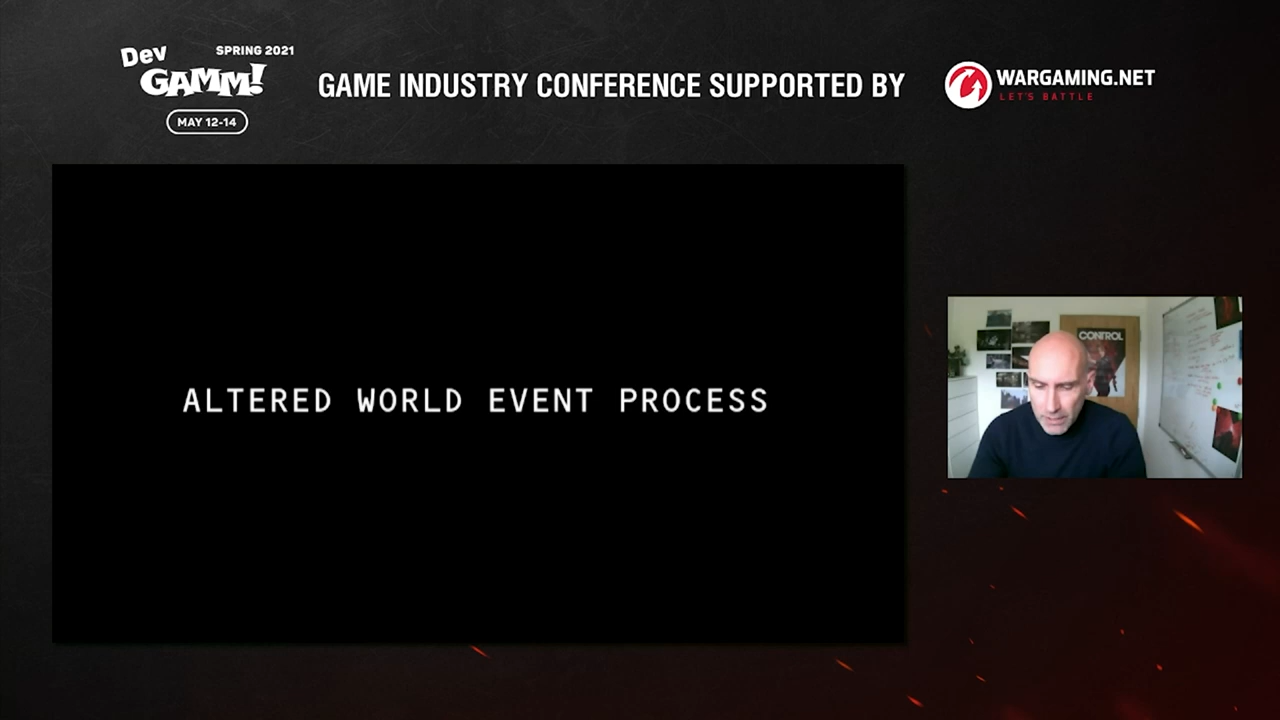 Dev
GAMM!
SPRING 2021
MAY 12-14
GAME INDUSTRY CONFERENCE SUPPORTED BY
WARGAMING.NET
LET'S BATTLE
ALTERED WORLD EVENT PROCESS
CONTROL